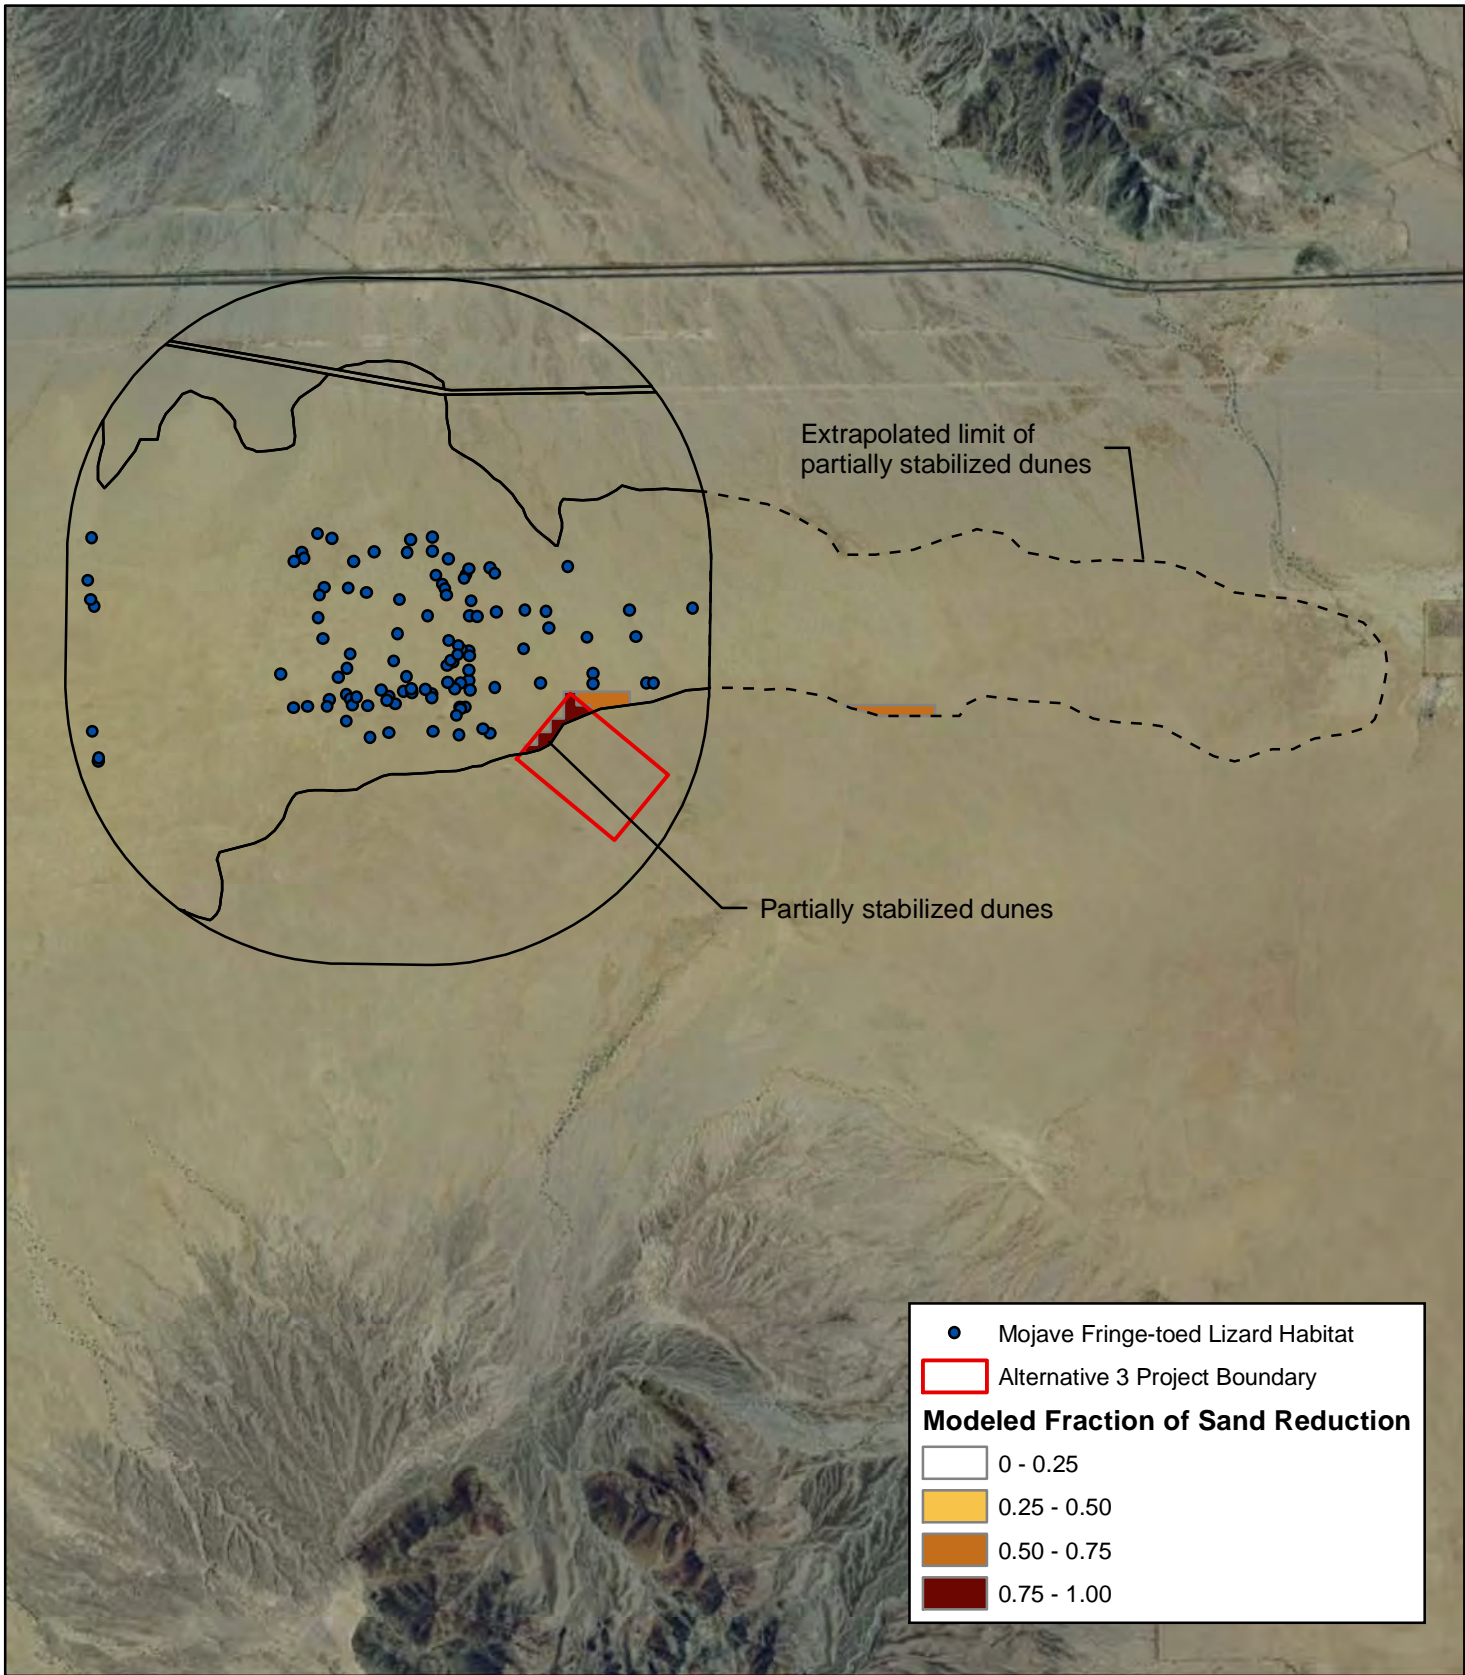 Extrapolated limit of
partially stabilized dunes
Partially stabilized dunes
Mojave Fringe-toed Lizard Habitat
Alternative 3 Project Boundary
Modeled Fraction of Sand Reduction
0 - 0.25
0.25 - 0.50
0.50 - 0.75
0.75 - 1.00